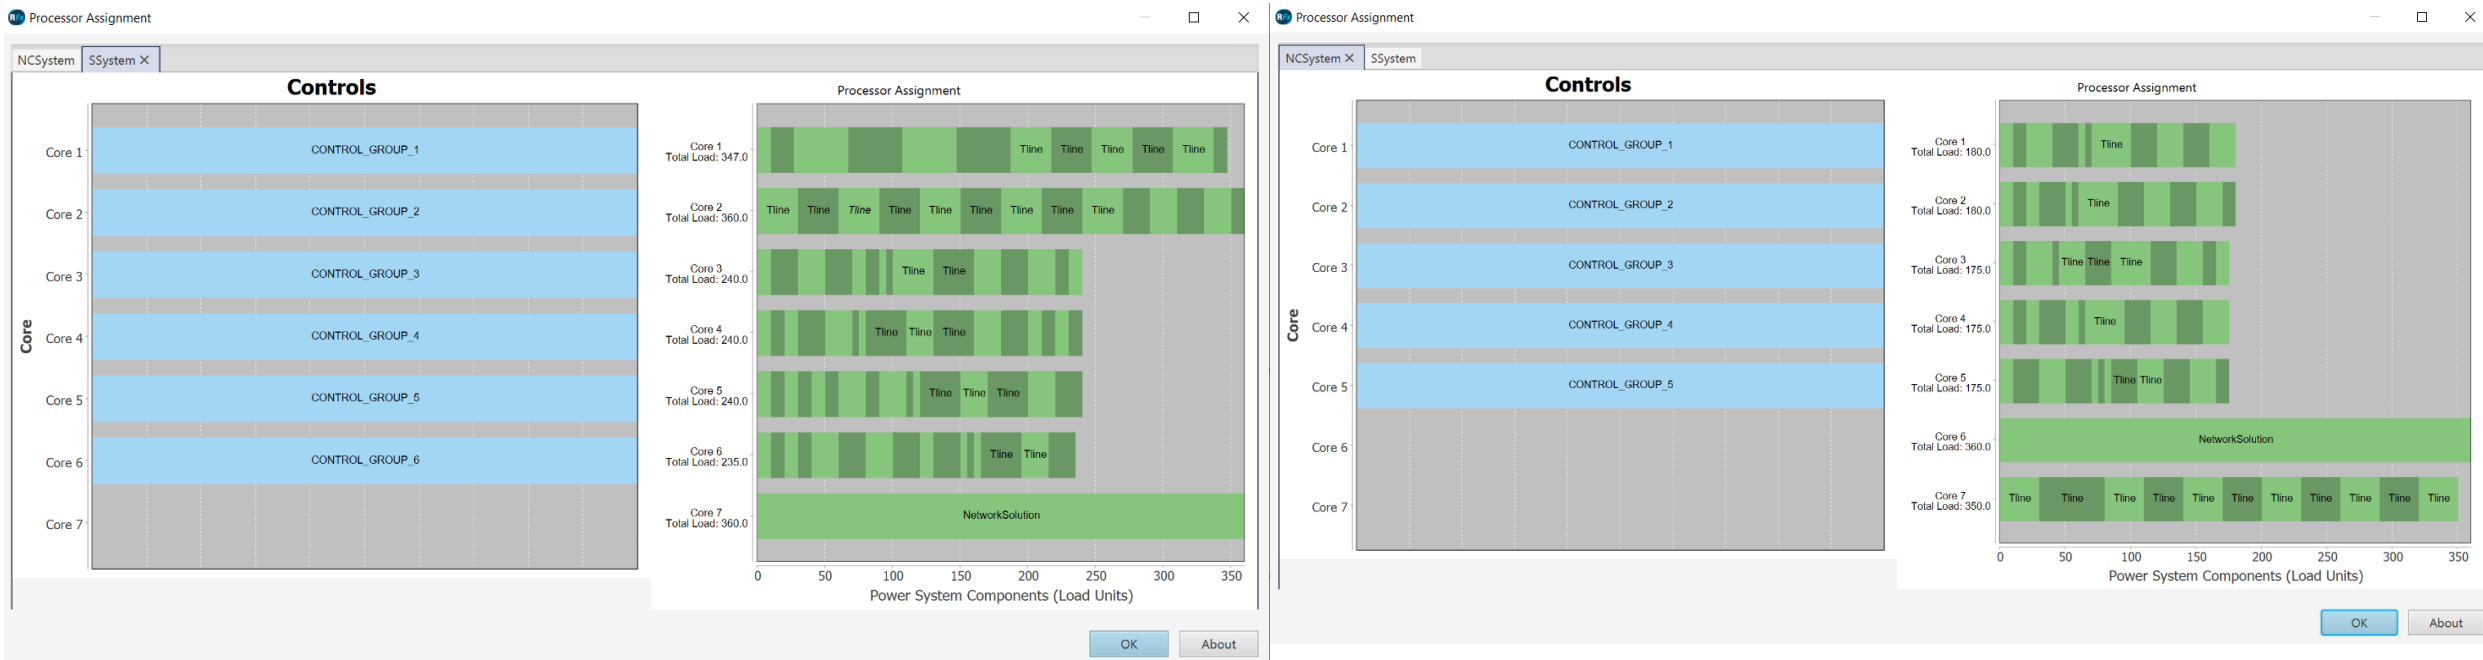 RFX Processor Assignment
NCSystem SSystem
Controls
Core
Core 1 CONTROL_GROUP_1
Core 2 CONTROL_GROUP_2
Core 3 CONTROL_GROUP_3
Core 4 CONTROL_GROUP_4
Core 5 CONTROL_GROUP_5
Core 6 CONTROL_GROUP_6
Core 7
Processor Assignment
Core 1
Total Load: 347.0
Tline Tline Tline Tline Tline
Core 2
Total Load: 360.0
Tline Tline Tline Tline Tline Tline Tline Tline Tline
Core 3
Total Load: 240.0
Tline Tline
Core 4
Total Load: 240.0
Tline Tline Tline
Core 5
Total Load: 240.0
Tline Tline Tline
Core 6
Total Load: 235.0
Tline Tline
Core 7
Total Load: 360.0
NetworkSolution
0 50 100 150 200 250 300 350
Power System Components (Load Units)
OK About
RFX Processor Assignment
NCSystem SSystem
Controls
Core
Core 1 CONTROL_GROUP_1
Core 2 CONTROL_GROUP_2
Core 3 CONTROL_GROUP_3
Core 4 CONTROL_GROUP_4
Core 5 CONTROL_GROUP_5
Core 6
Core 7
Processor Assignment
Core 1
Total Load: 180.0
Tline
Core 2
Total Load: 180.0
Tline
Core 3
Total Load: 175.0
Tline Tline Tline
Core 4
Total Load: 175.0
Tline
Core 5
Total Load: 175.0
Tline Tline
Core 6
Total Load: 360.0
NetworkSolution
Core 7
Total Load: 350.0
Tline Tline Tline Tline Tline Tline Tline Tline Tline Tline Tline
0 50 100 150 200 250 300 350
Power System Components (Load Units)
OK About